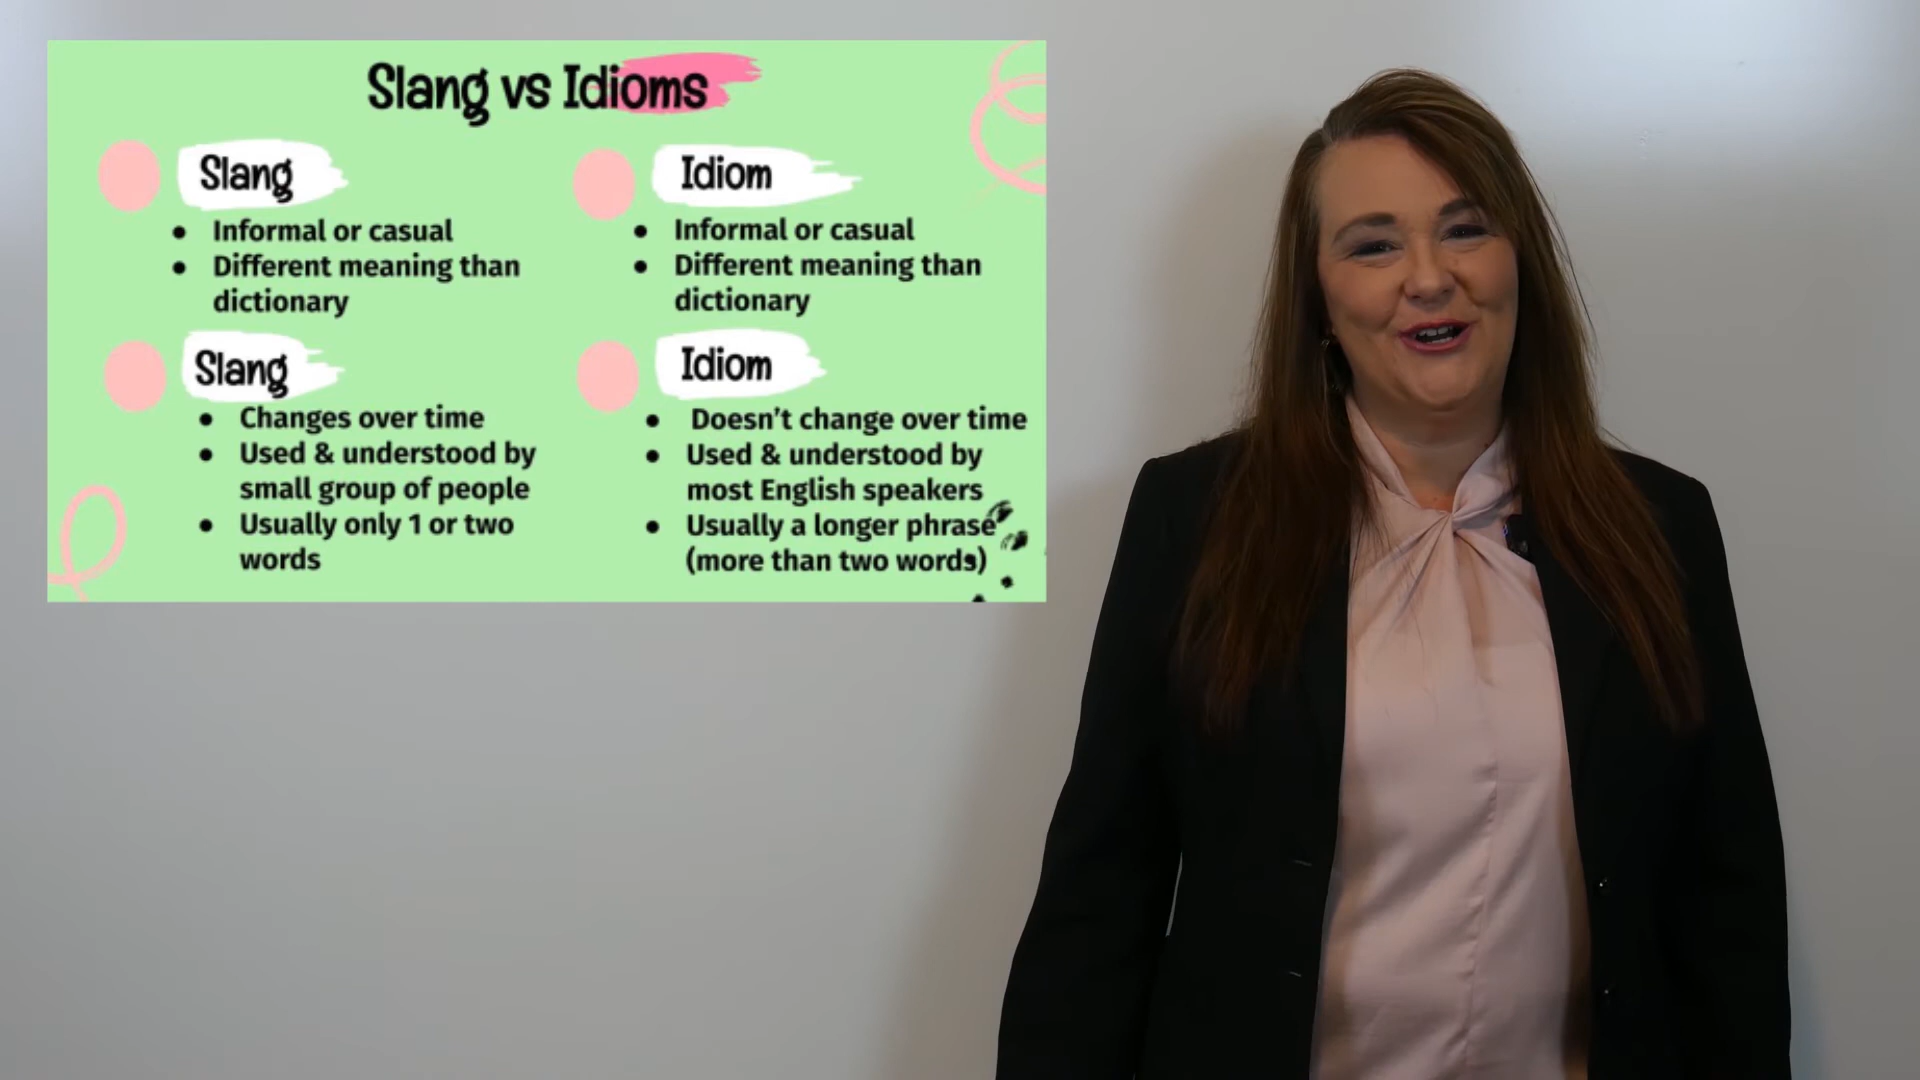 Slang vs Idioms
Slang
• Informal or casual
• Different meaning than
dictionary
Idiom
• Informal or casual
• Different meaning than
dictionary
Slang
• Changes over time
• Used & understood by
small group of people
• Usually only 1 or two
words
Idiom
• Doesn't change over time
• Used & understood by
most English speakers
• Usually a longer phrase
(more than two words)